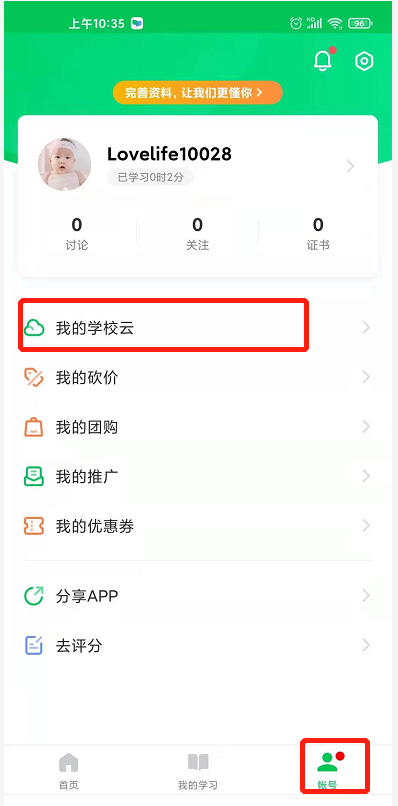 上午10:35
HD
96
完善资料，让我们更懂你
Lovelife10028
已学习0时2分
0 0 0
讨论 关注 证书
我的学校云
我的砍价
我的团购
我的推广
我的优惠券
分享APP
去评分
首页 我的学习 帐号